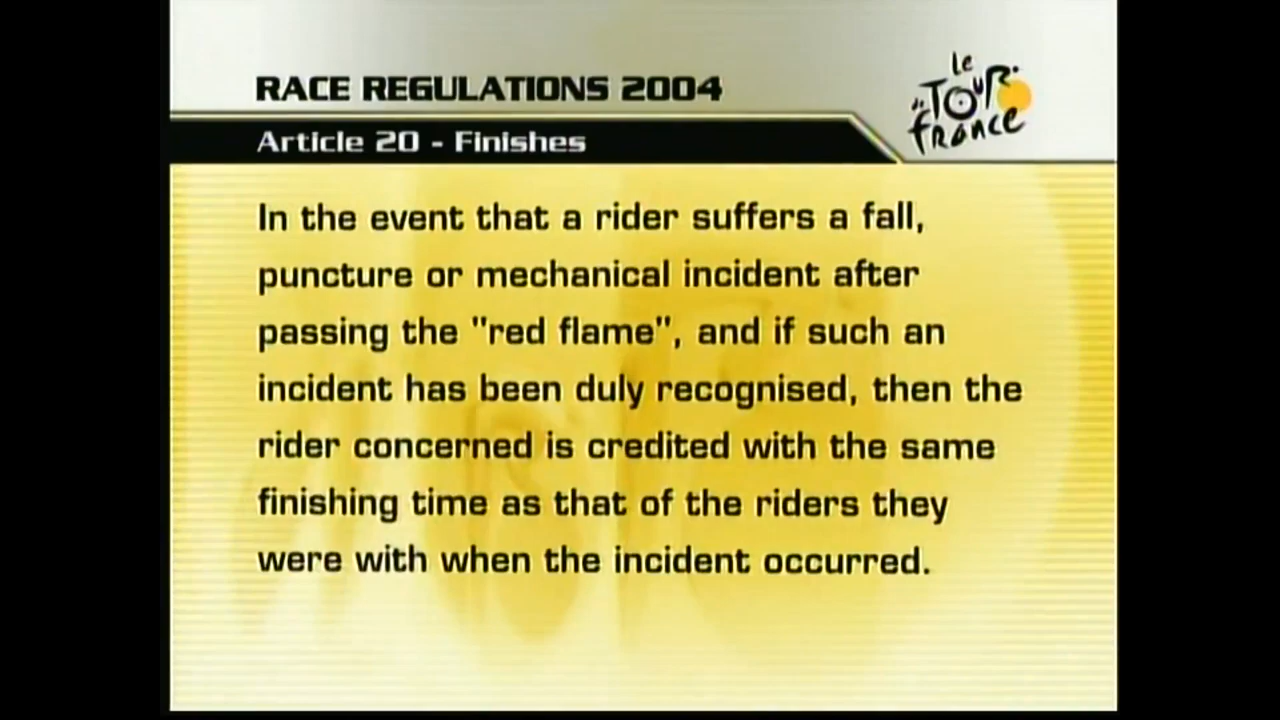 RACE REGULATIONS 2004
Article 20 - Finishes
le
TOUR
de
france
In the event that a rider suffers a fall,
puncture or mechanical incident after
passing the "red flame", and if such an
incident has been duly recognised, then the
rider concerned is credited with the same
finishing time as that of the riders they
were with when the incident occurred.